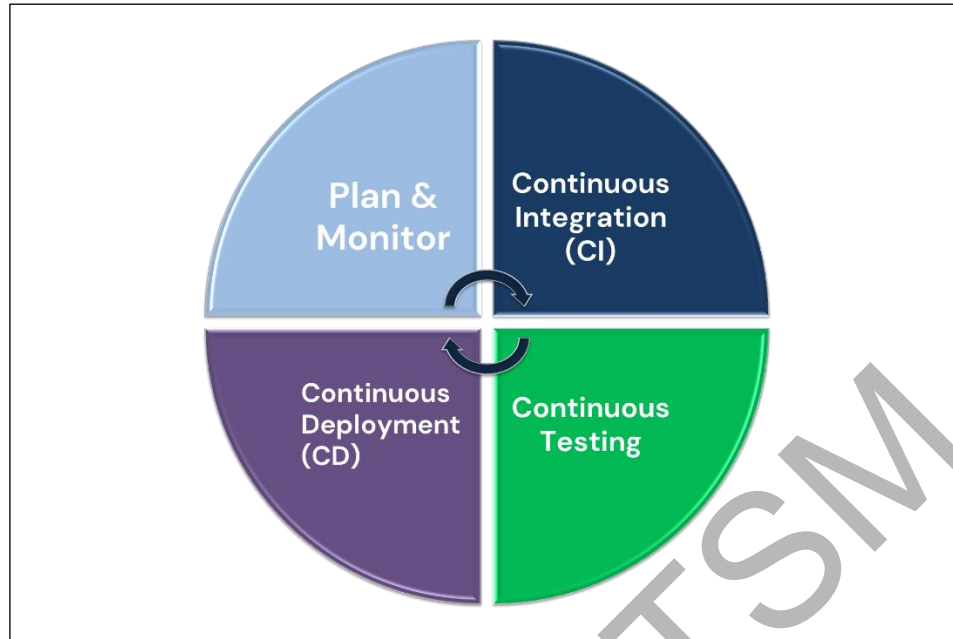 Plan &
Monitor
Continuous
Integration
(CI)
Continuous
Deployment
(CD)
Continuous
Testing
TSM